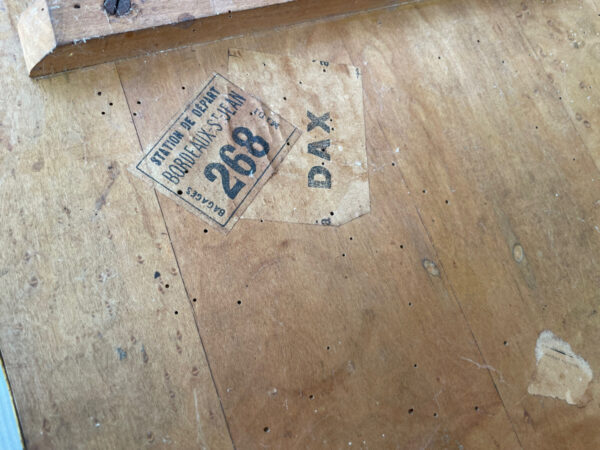 STATION DE DÉPART
BORDEAUX-ST JEAN
268
BAGAGES
DAX